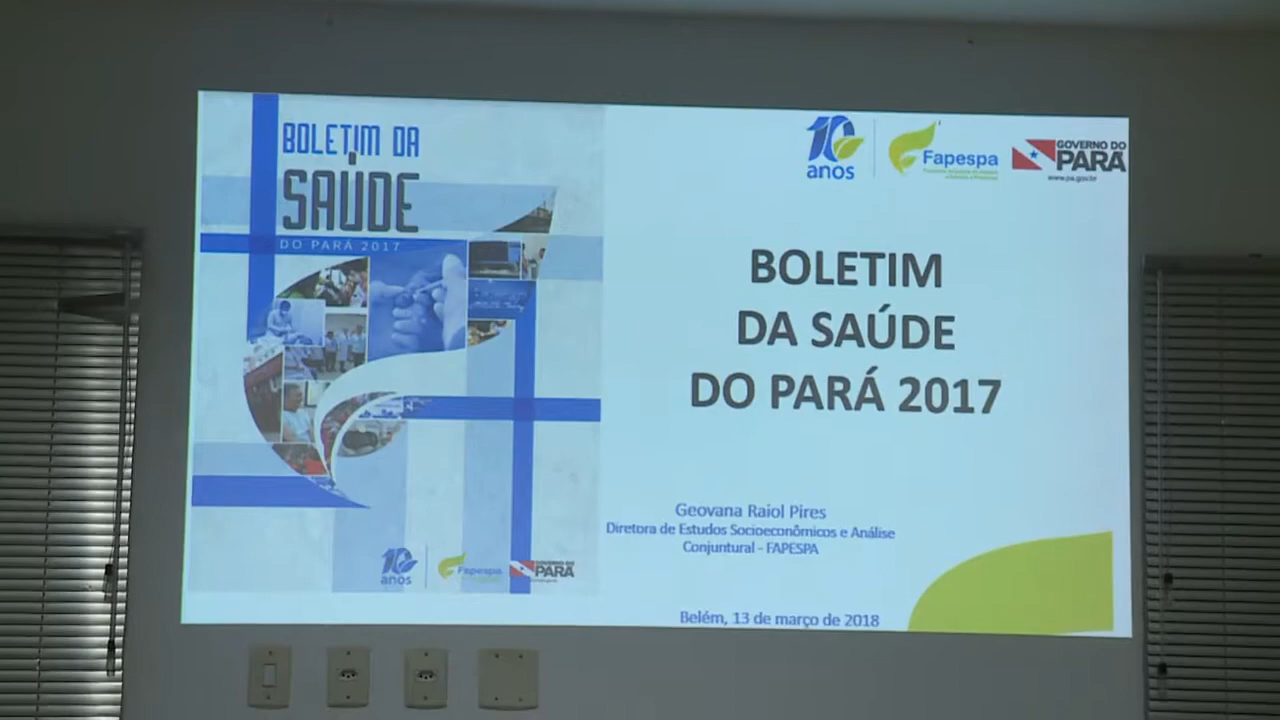 BOLETIM DA
SAÚDE
DO PARÁ 2017
10
anos
Fapespa
GOVERNO DO
PARÁ
10
anos
Fapespa
GOVERNO DO
PARÁ
www.pa.gov.br
BOLETIM
DA SAÚDE
DO PARÁ 2017
Geovana Raiol Pires
Diretora de Estudos Socioeconômicos e Análise
Conjuntural - FAPESPA
Belém, 13 de março de 2018